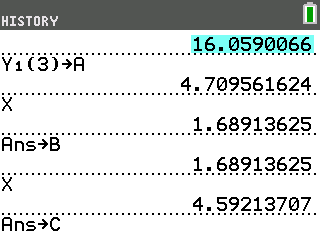 HISTORY
16.0590066
Y₁(3)→A
4.709561624
X
1.68913625
Ans→B
1.68913625
X
4.59213707
Ans→C